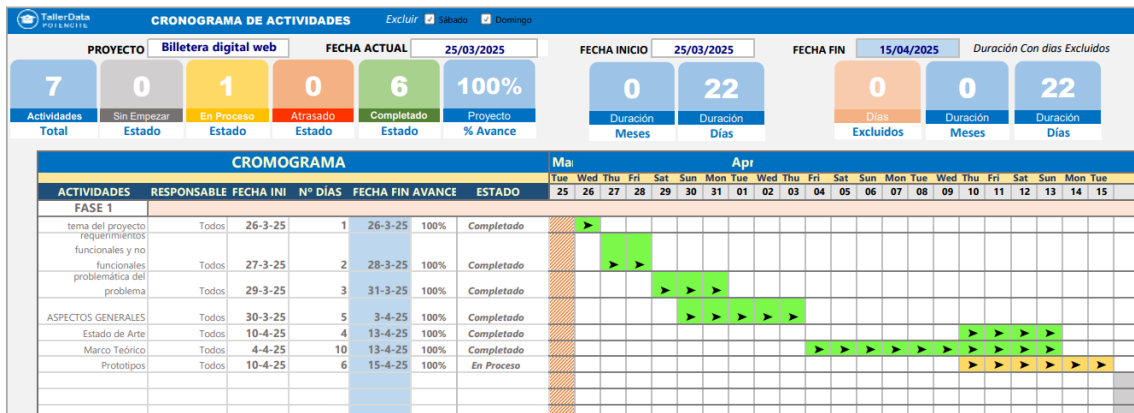 TallerData
POTENCITE
CRONOGRAMA DE ACTIVIDADES
Excluir Sábado Domingo
PROYECTO Billetera digital web FECHA ACTUAL 25/03/2025 FECHA INICIO 25/03/2025 FECHA FIN 15/04/2025 Duración Con días Excluidos
7 0 1 0 6 100% 0 22 0 0 22
Actividades Sin Empezar En Proceso Atrasado Completado Proyecto Duración Duración Días Duración Duración
Total Estado Estado Estado Estado % Avance Meses Días Excluidos Meses Días
CROMOGRAMA Ma Apr
Tue Wed Thu Fri Sat Sun Mon Tue Wed Thu Fri Sat Sun Mon Tue Wed Thu Fri Sat Sun Mon Tue
ACTIVIDADES RESPONSABLE FECHA INI Nº DÍAS FECHA FIN AVANCE ESTADO 25 26 27 28 29 30 31 01 02 03 04 05 06 07 08 09 10 11 12 13 14 15
FASE 1
tema del proyecto Todos 26-3-25 1 26-3-25 100% Completado
requerimientos
funcionales y no
funcionales Todos 27-3-25 2 28-3-25 100% Completado
problemática del
problema Todos 29-3-25 3 31-3-25 100% Completado
ASPECTOS GENERALES Todos 30-3-25 5 3-4-25 100% Completado
Estado de Arte Todos 10-4-25 4 13-4-25 100% Completado
Marco Teórico Todos 4-4-25 10 13-4-25 100% Completado
Prototipos Todos 10-4-25 6 15-4-25 100% En Proceso